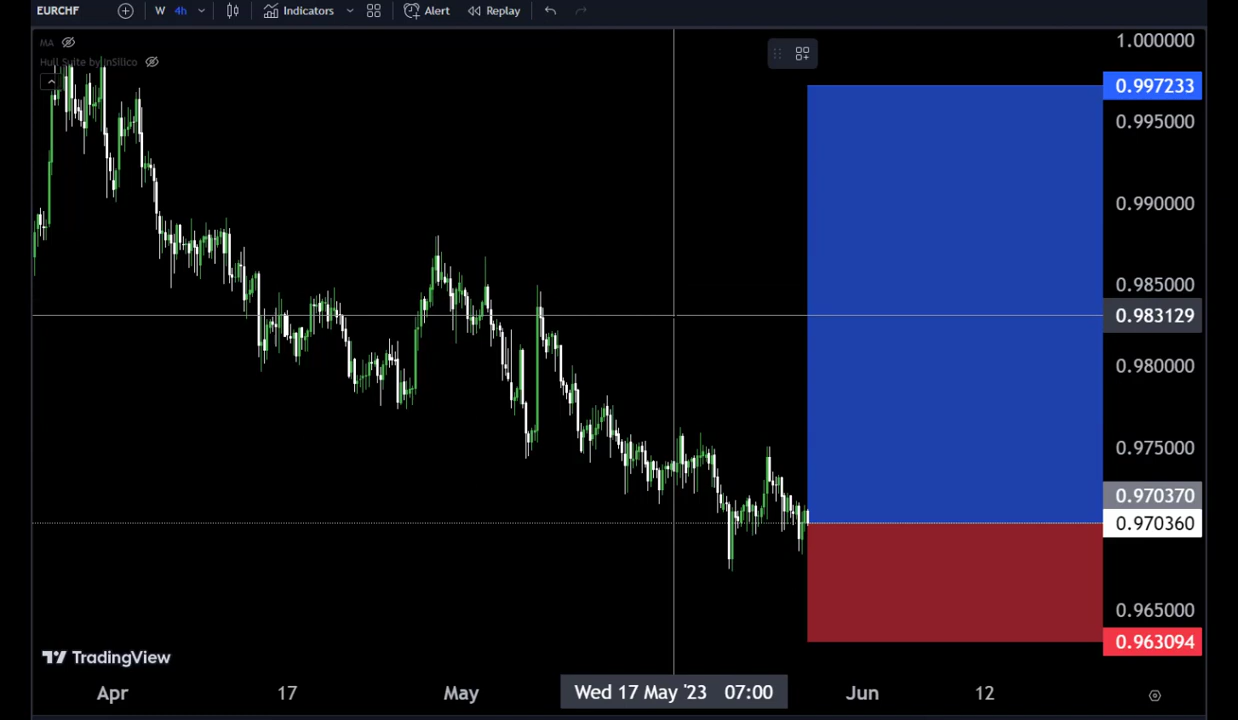 EURCHF W 4h Indicators Alert Replay
MA
Hull Suite by InSilico
1.000000
0.997233
0.995000
0.990000
0.985000
0.983129
0.980000
0.975000
0.970370
0.970360
0.965000
0.963094
TradingView
Apr 17 May Wed 17 May '23 07:00 Jun 12